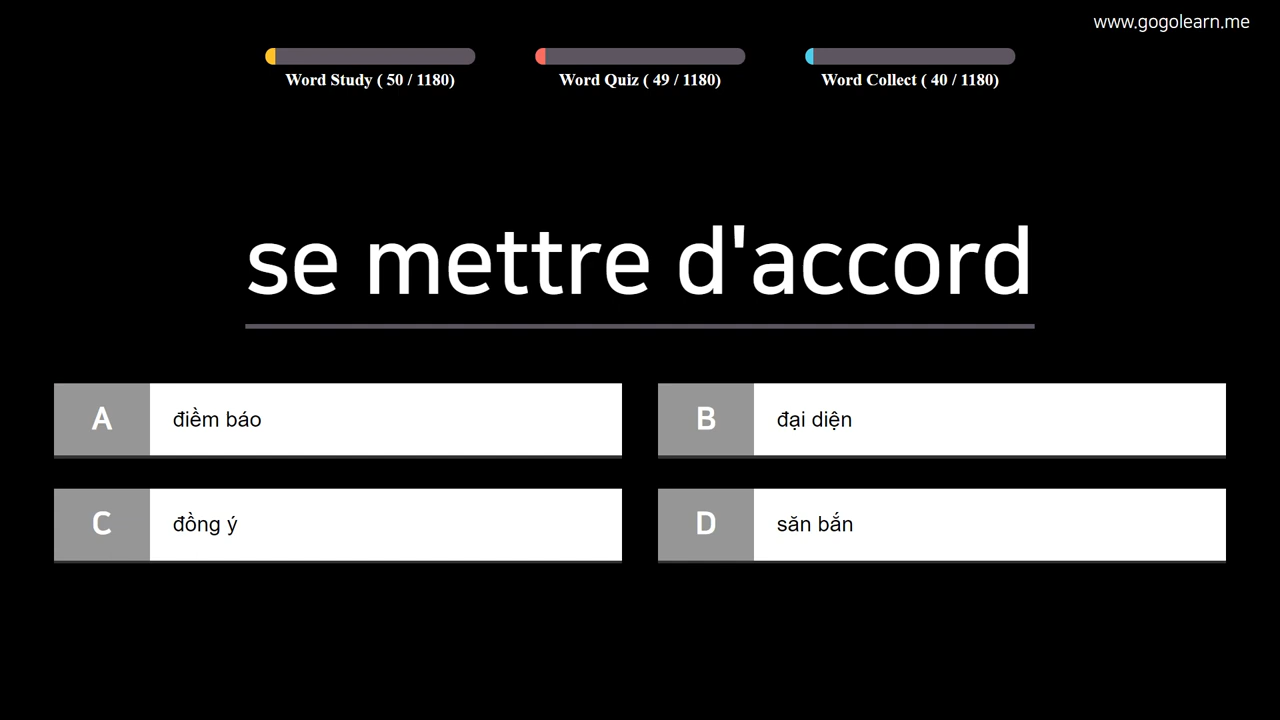 www.gogolearn.me
Word Study ( 50 / 1180)
Word Quiz ( 49 / 1180)
Word Collect ( 40 / 1180)
se mettre d'accord
A điềm báo
B đại diện
C đồng ý
D săn bắn